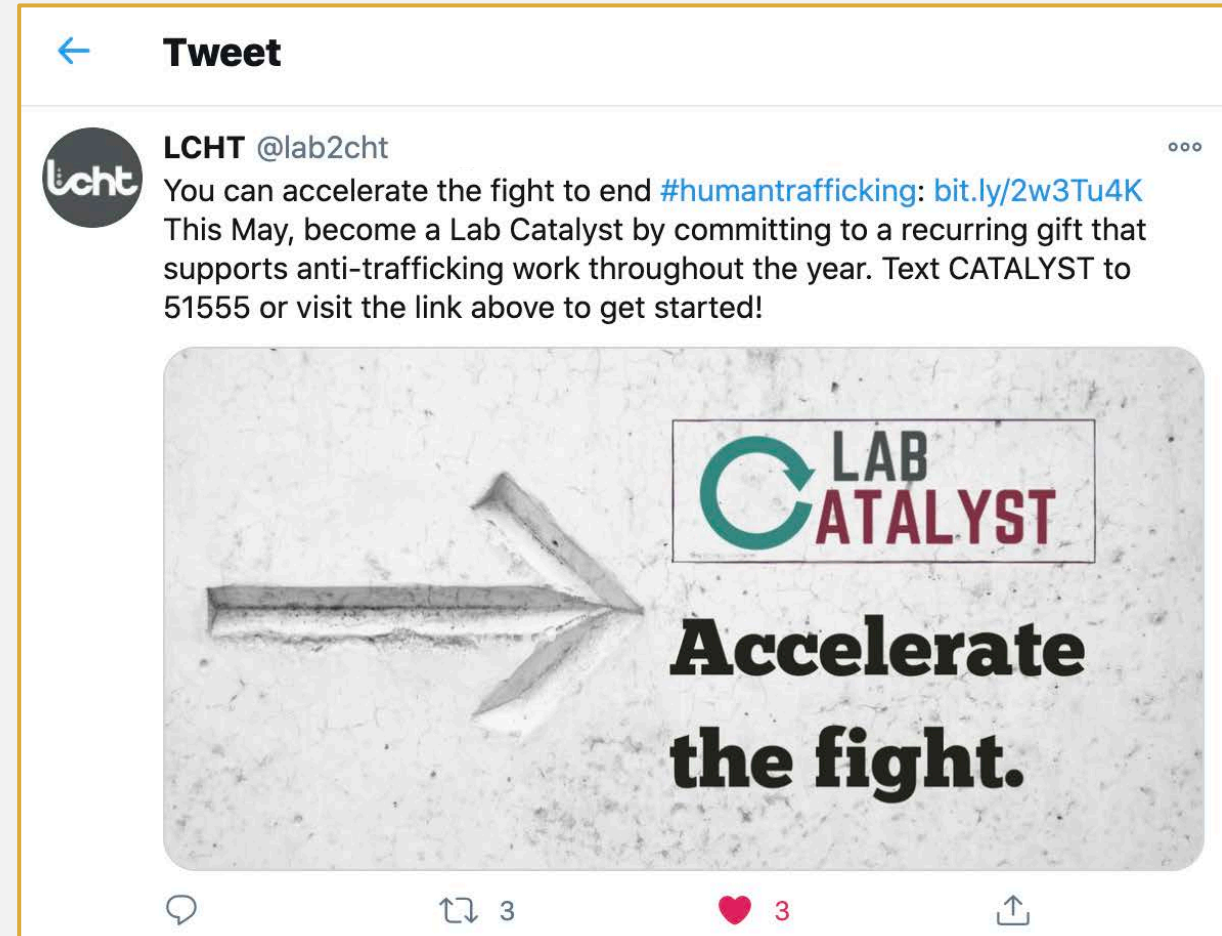 Tweet
lcht
LCHT @lab2cht
You can accelerate the fight to end #humantrafficking: bit.ly/2w3Tu4K
This May, become a Lab Catalyst by committing to a recurring gift that
supports anti-trafficking work throughout the year. Text CATALYST to
51555 or visit the link above to get started!
LAB
CATALYST
Accelerate
the fight.
3
3